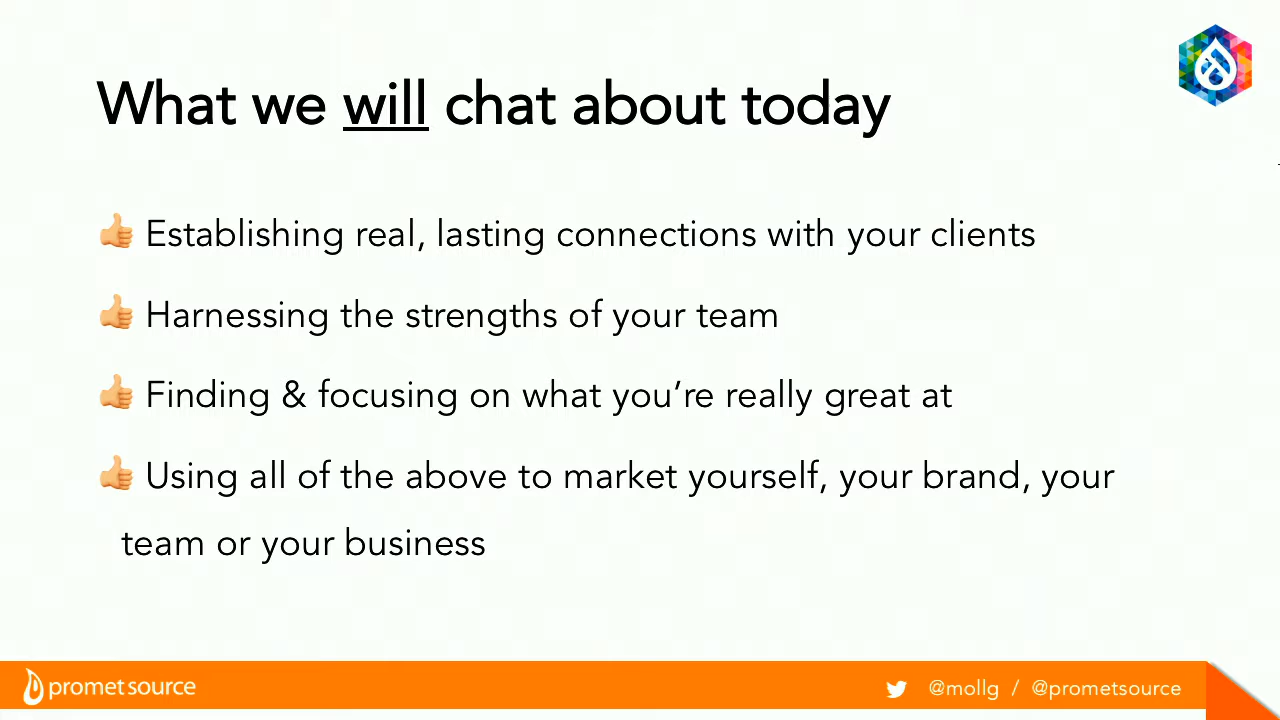 What we will chat about today
👍 Establishing real, lasting connections with your clients
👍 Harnessing the strengths of your team
👍 Finding & focusing on what you’re really great at
👍 Using all of the above to market yourself, your brand, your
team or your business
promet source
@mollg / @prometsource